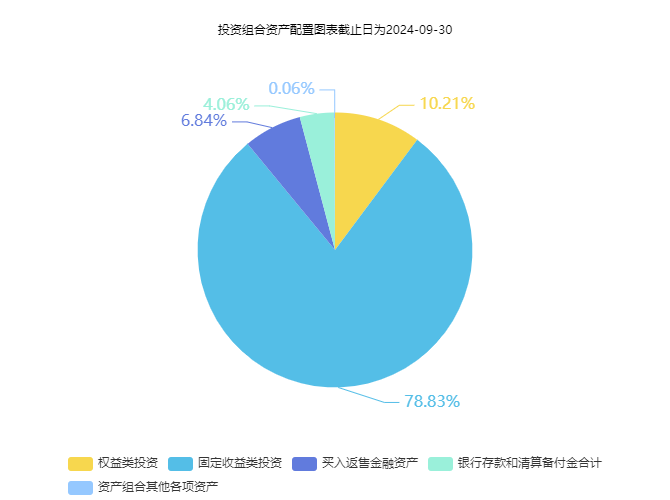 投资组合资产配置图表截止日为2024-09-30
0.06%
4.06%
10.21%
6.84%
78.83%
权益类投资 固定收益类投资 买入返售金融资产 银行存款和清算备付金合计
资产组合其他各项资产